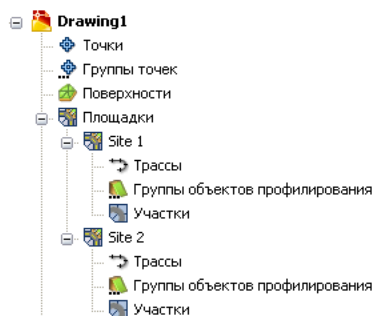 Drawing1
Точки
Группы точек
Поверхности
Площадки
Site 1
Трассы
Группы объектов профилирования
Участки
Site 2
Трассы
Группы объектов профилирования
Участки